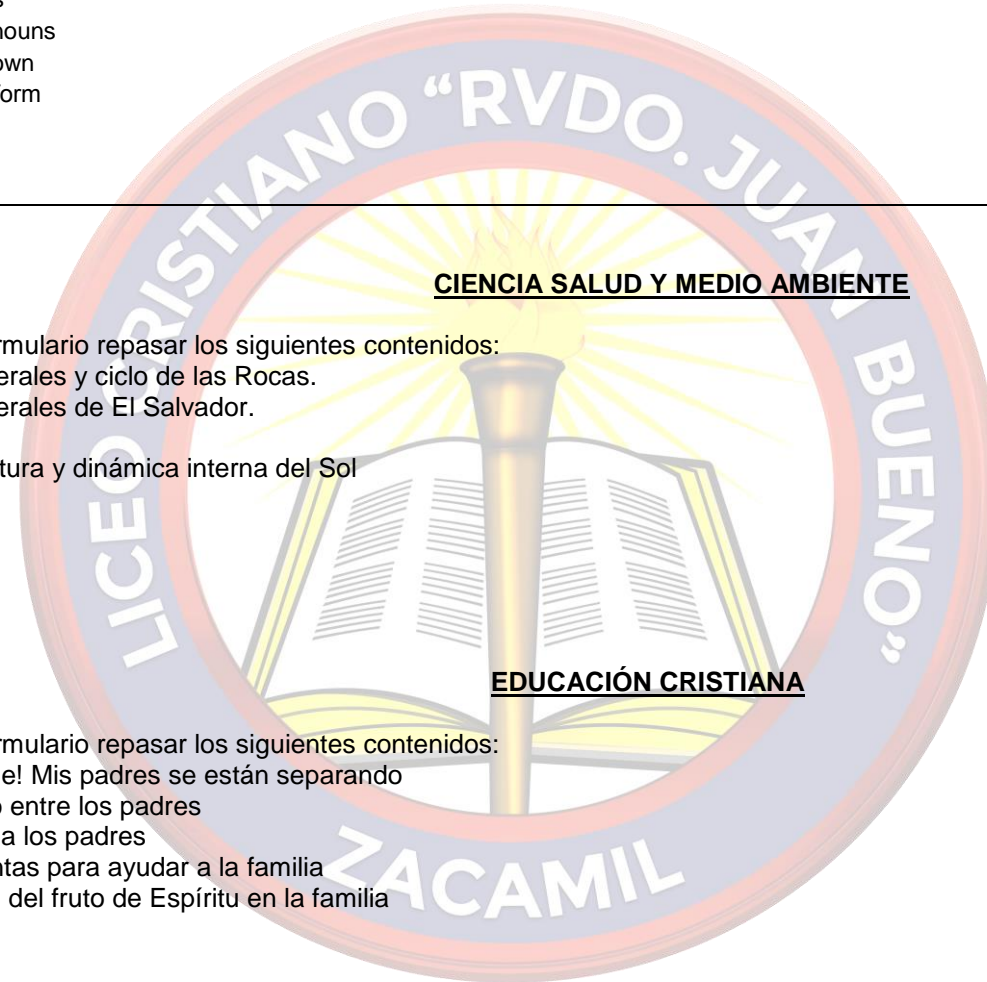 s
nouns
own
form
CIENCIA SALUD Y MEDIO AMBIENTE
rmulario repasar los siguientes contenidos:
erales y ciclo de las Rocas.
erales de El Salvador.
tura y dinámica interna del Sol
EDUCACIÓN CRISTIANA
rmulario repasar los siguientes contenidos:
e! Mis padres se están separando
o entre los padres
a los padres
ntas para ayudar a la familia
del fruto de Espíritu en la familia
LICEO CRISTIANO "RVDO. JUAN BUENO"
ZACAMIL